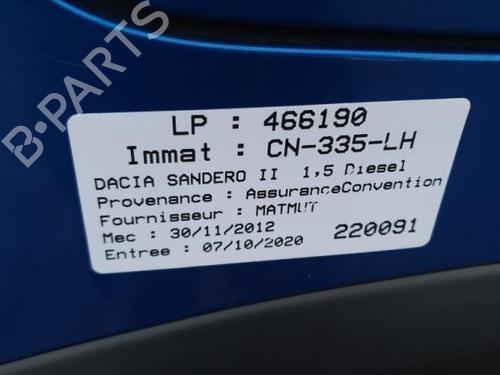 B-PARTS
LP : 466190
Immat : CN-335-LH
DACIA SANDERO II 1,5 Diesel
Provenance : AssuranceConvention
Fournisseur : MATMUT
Mec : 30/11/2012
Entree : 07/10/2020 220091